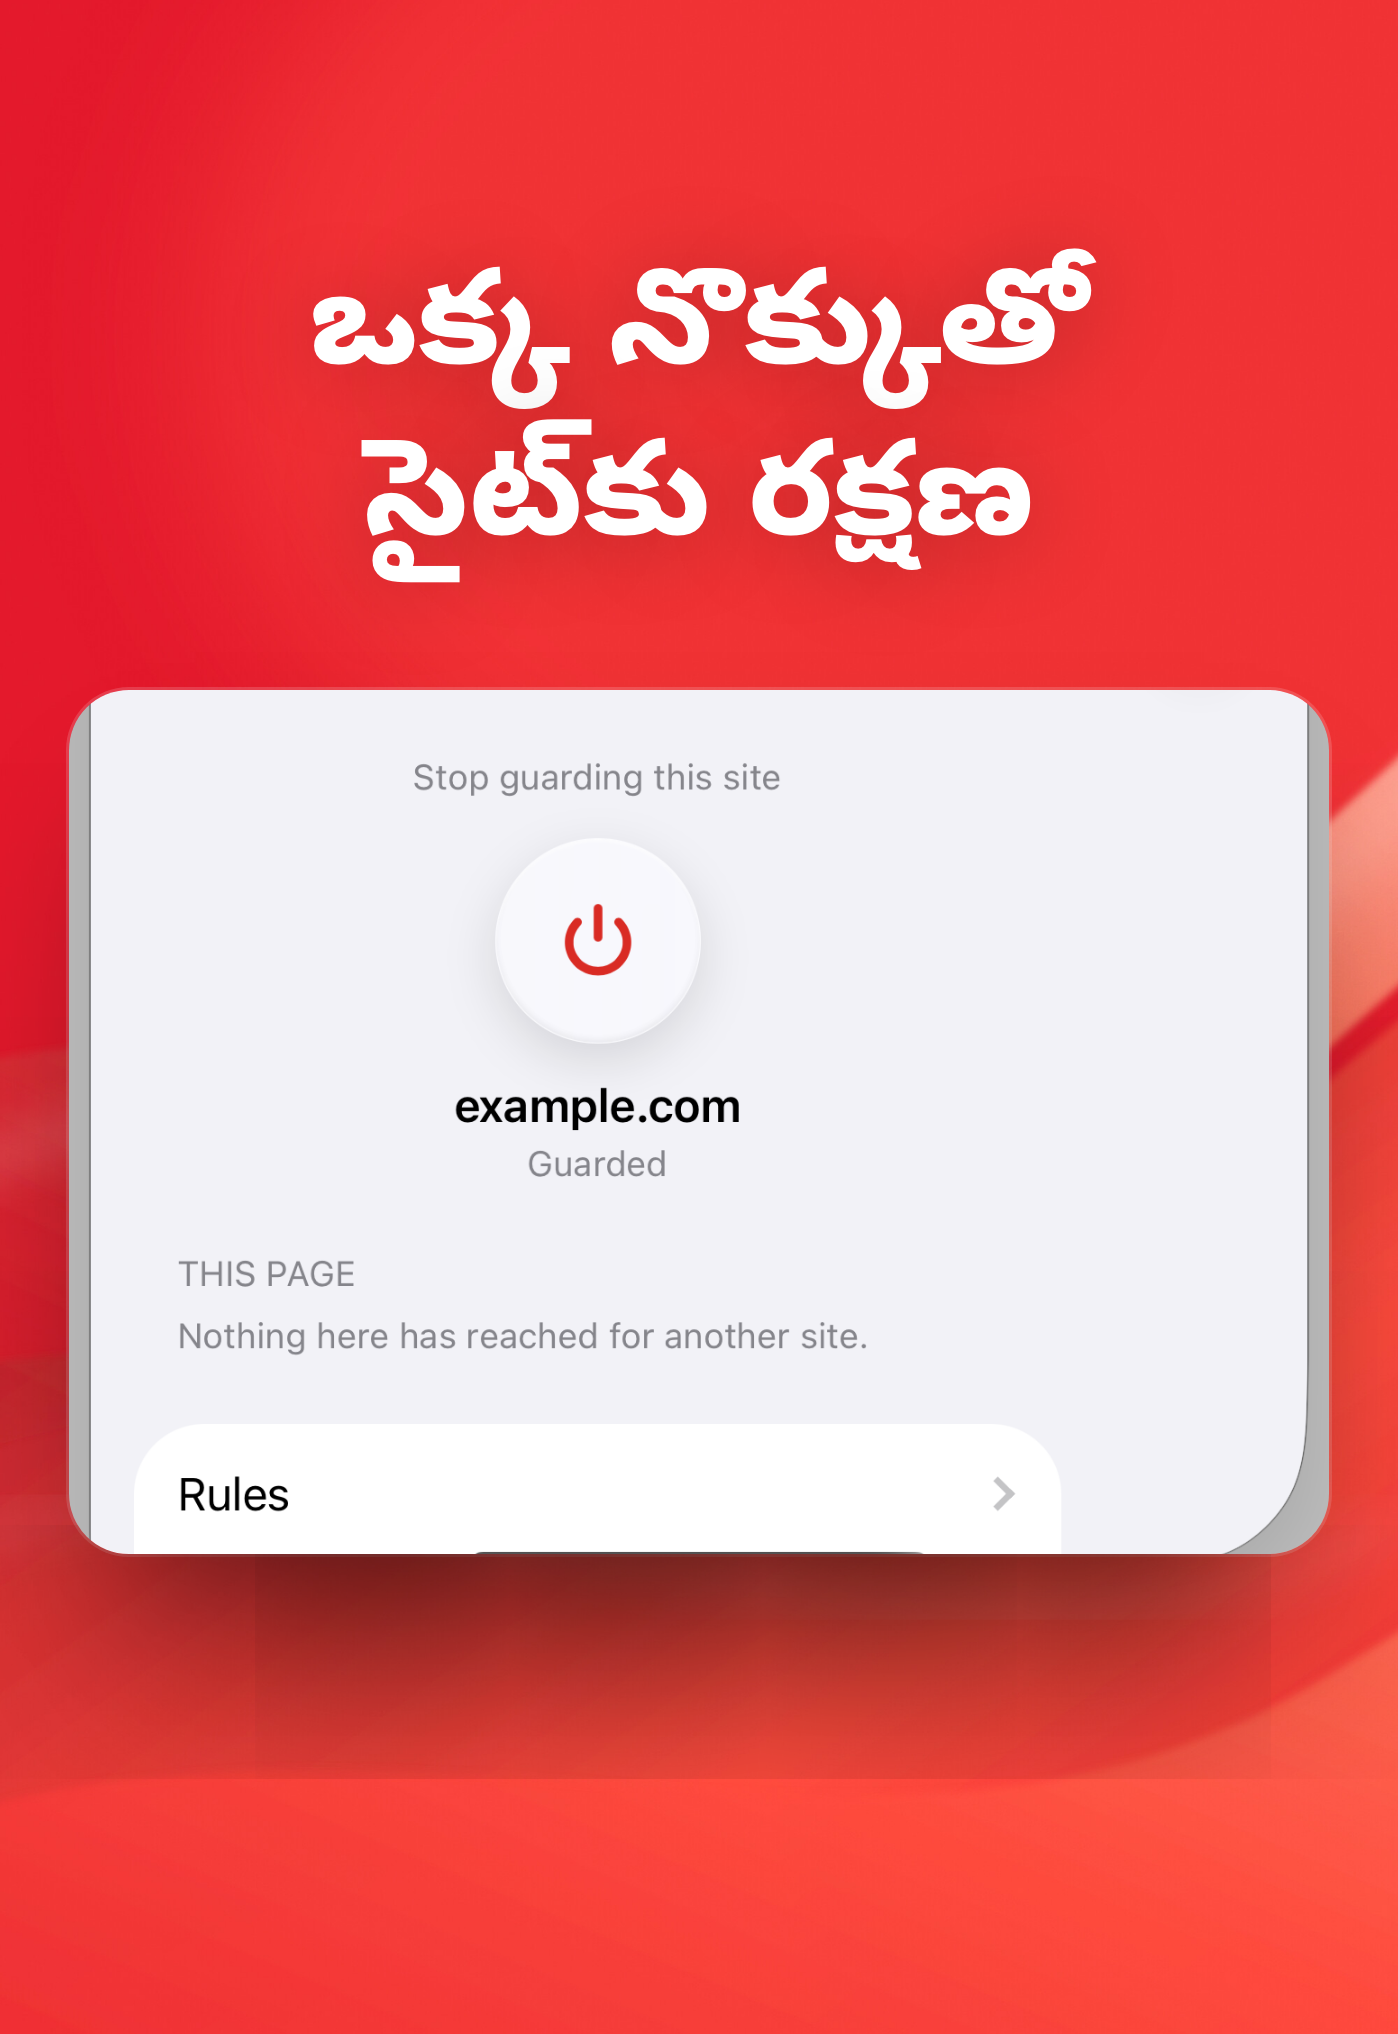 ఒక్క నొక్కుతో
సైట్‌కు రక్షణ
Stop guarding this site
example.com
Guarded
THIS PAGE
Nothing here has reached for another site.
Rules